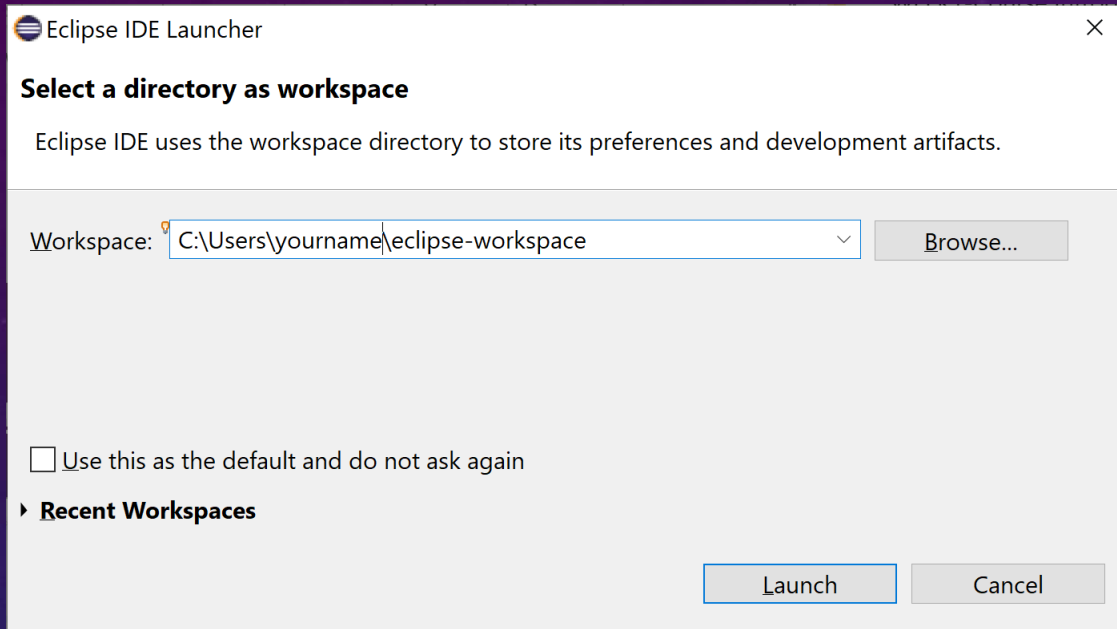 Eclipse IDE Launcher
Select a directory as workspace
Eclipse IDE uses the workspace directory to store its preferences and development artifacts.
Workspace: C:\Users\yourname\eclipse-workspace Browse...
Use this as the default and do not ask again
Recent Workspaces
Launch Cancel